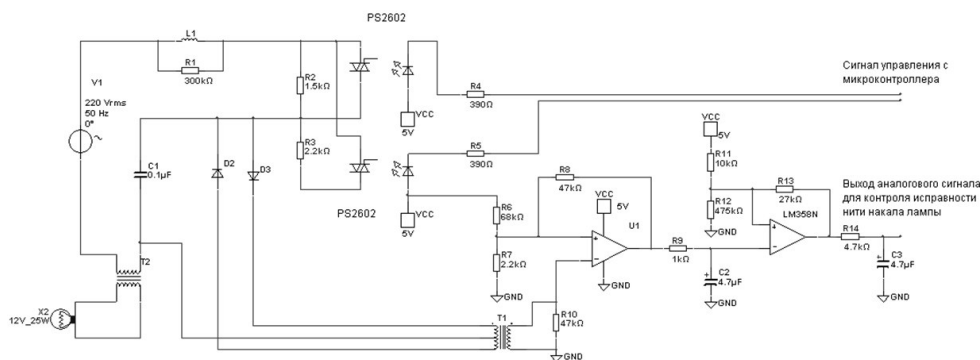 PS2602
L1
R1
300kΩ
V1
220 Vrms
50 Hz
0°
R2
1.5kΩ
R3
2.2kΩ
C1
0.1µF
D2
D3
PS2602
VCC
5V
R4
390Ω
R5
390Ω
VCC
5V
R6
68kΩ
R7
2.2kΩ
GND
R8
47kΩ
VCC
5V
U1
GND
R9
1kΩ
C2
4.7µF
GND
R10
47kΩ
GND
T1
T2
X2
12V_25W
VCC
5V
R11
10kΩ
R12
475kΩ
GND
R13
27kΩ
LM358N
R14
4.7kΩ
C3
4.7µF
GND
Сигнал управления с
микроконтроллера
Выход аналогового сигнала
для контроля исправности
нити накала лампы